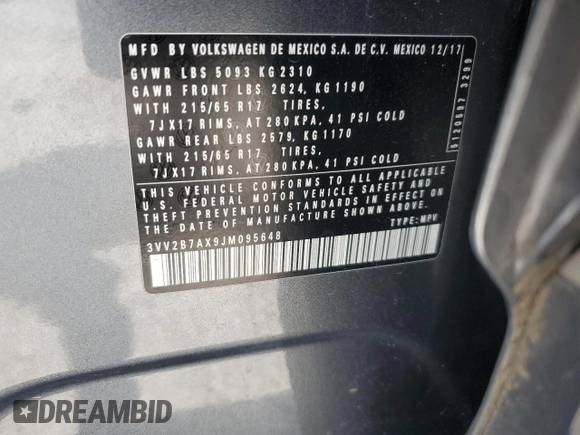 MFD BY VOLKSWAGEN DE MEXICO S.A. DE C.V. MEXICO 12/17
GVWR LBS 5093 KG 2310
GAWR FRONT LBS 2624, KG 1190
WITH 215/65 R17 TIRES,
7JX17 RIMS, AT 280 KPA, 41 PSI COLD
GAWR REAR LBS 2579, KG 1170
WITH 215/65 R17 TIRES,
7JX17 RIMS, AT 280 KPA, 41 PSI COLD
THIS VEHICLE CONFORMS TO ALL APPLICABLE
U.S. FEDERAL MOTOR VEHICLE SAFETY AND
THEFT PREVENTION STANDARDS IN EFFECT ON
THE DATE OF MANUFACTURE SHOWN ABOVE.
3VV2B7AX9JM095648
TYPE: MPV
5120597 3299
DREAMBID